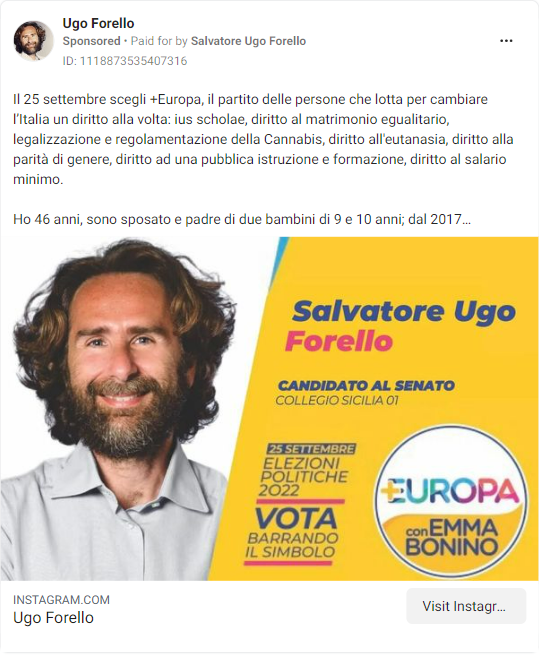 Ugo Forello
Sponsored • Paid for by Salvatore Ugo Forello
ID: 1118873535407316
Il 25 settembre scegli +Europa, il partito delle persone che lotta per cambiare
l'Italia un diritto alla volta: ius scholae, diritto al matrimonio egualitario,
legalizzazione e regolamentazione della Cannabis, diritto all'eutanasia, diritto alla
parità di genere, diritto ad una pubblica istruzione e formazione, diritto al salario
minimo.
Ho 46 anni, sono sposato e padre di due bambini di 9 e 10 anni; dal 2017…
Salvatore Ugo
Forello
CANDIDATO AL SENATO
COLLEGIO SICILIA 01
25 SETTEMBRE
ELEZIONI
POLITICHE
2022
VOTA
BARRANDO
IL SIMBOLO
+EUROPA
con EMMA
BONINO
INSTAGRAM.COM
Ugo Forello
Visit Instagr…